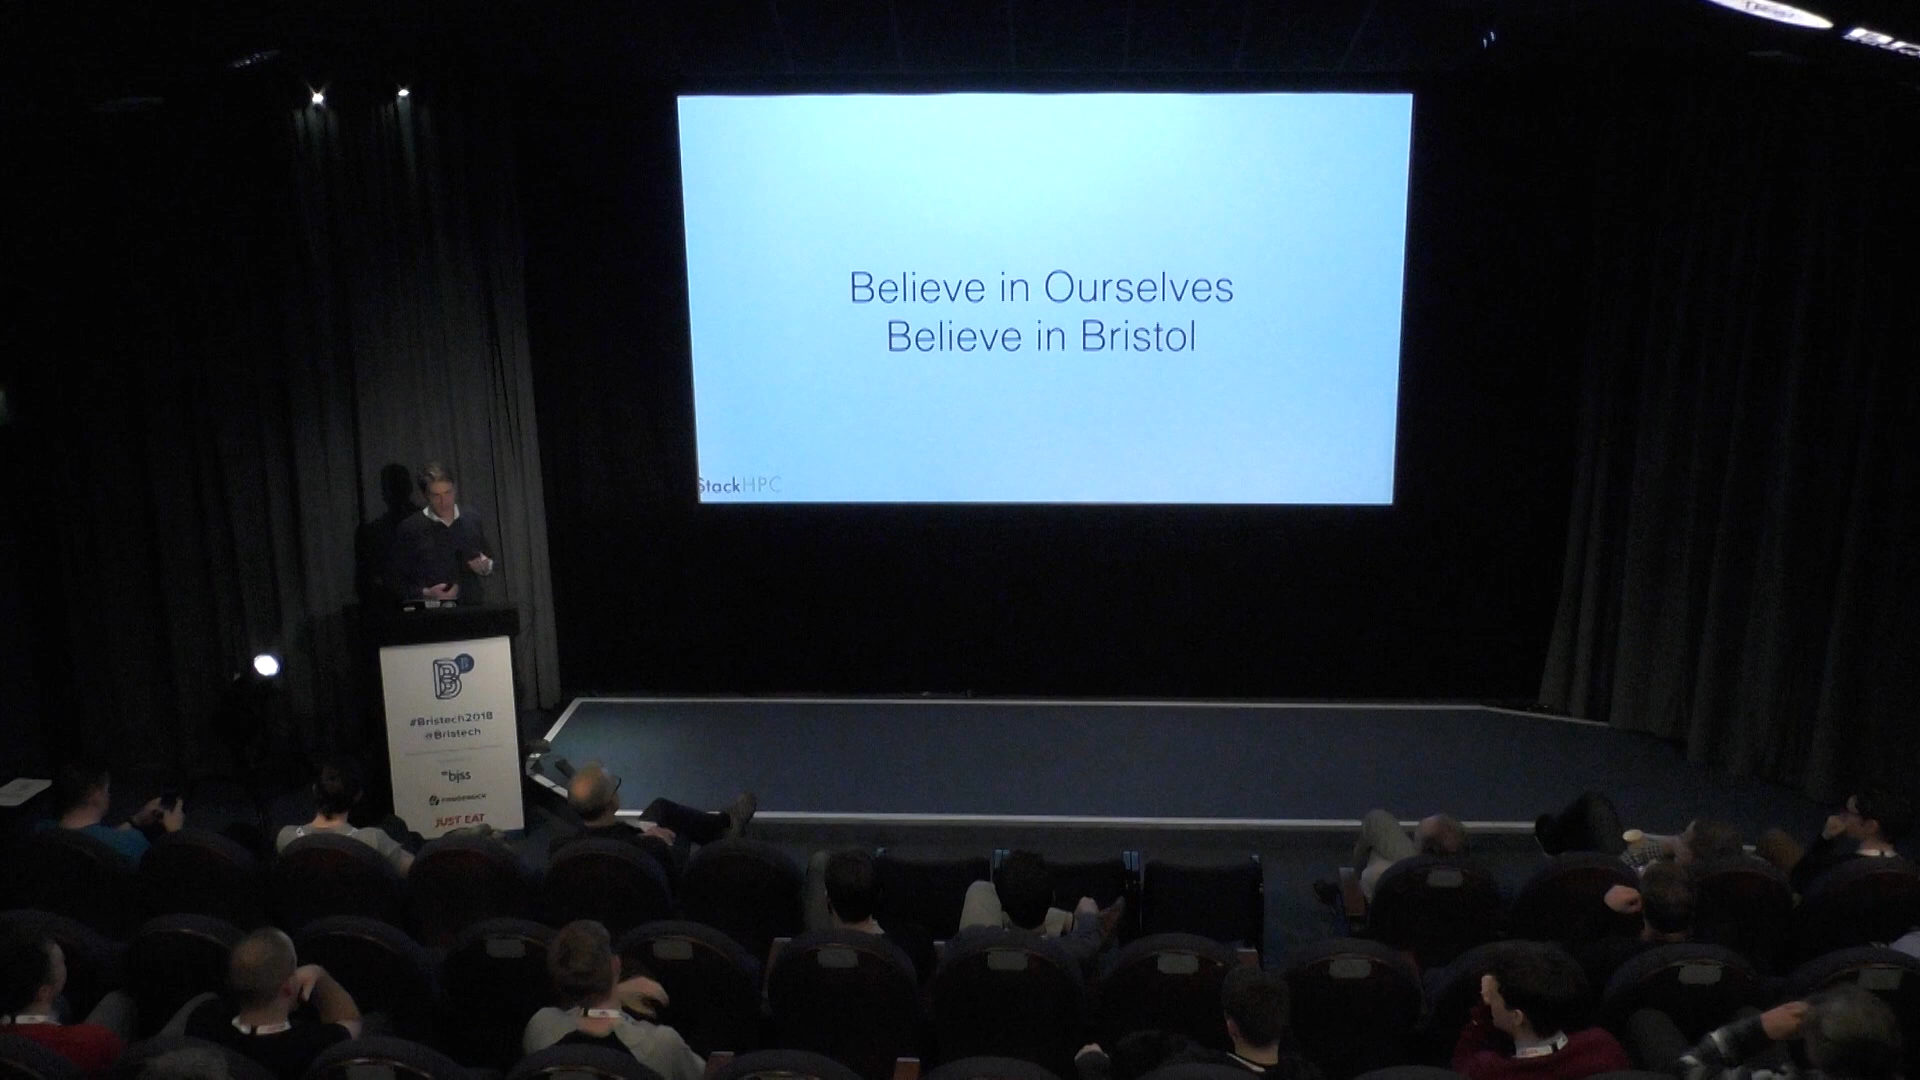 Believe in Ourselves
Believe in Bristol
StackHPC
#Bristech2018
@Bristech
bjss
JUST EAT